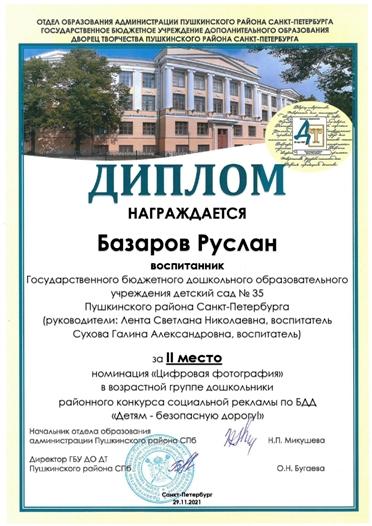 ОТДЕЛ ОБРАЗОВАНИЯ АДМИНИСТРАЦИИ ПУШКИНСКОГО РАЙОНА САНКТ-ПЕТЕРБУРГА
ГОСУДАРСТВЕННОЕ БЮДЖЕТНОЕ УЧРЕЖДЕНИЕ ДОПОЛНИТЕЛЬНОГО ОБРАЗОВАНИЯ
ДВОРЕЦ ТВОРЧЕСТВА ПУШКИНСКОГО РАЙОНА САНКТ-ПЕТЕРБУРГА
ДТ
ДИПЛОМ
НАГРАЖДАЕТСЯ
Базаров Руслан
воспитанник
Государственного бюджетного дошкольного образовательного
учреждения детский сад № 35
Пушкинского района Санкт-Петербурга
(руководители: Лента Светлана Николаевна, воспитатель
Сухова Галина Александровна, воспитатель)
за II место
номинация «Цифровая фотография»
в возрастной группе дошкольники
районного конкурса социальной рекламы по БДД
«Детям - безопасную дорогу!»
Начальник отдела образования
администрации Пушкинского района СПб
Н.П. Микушева
Директор ГБУ ДО ДТ
Пушкинского района СПб
О.Н. Бугаева
Санкт-Петербург
29.11.2021